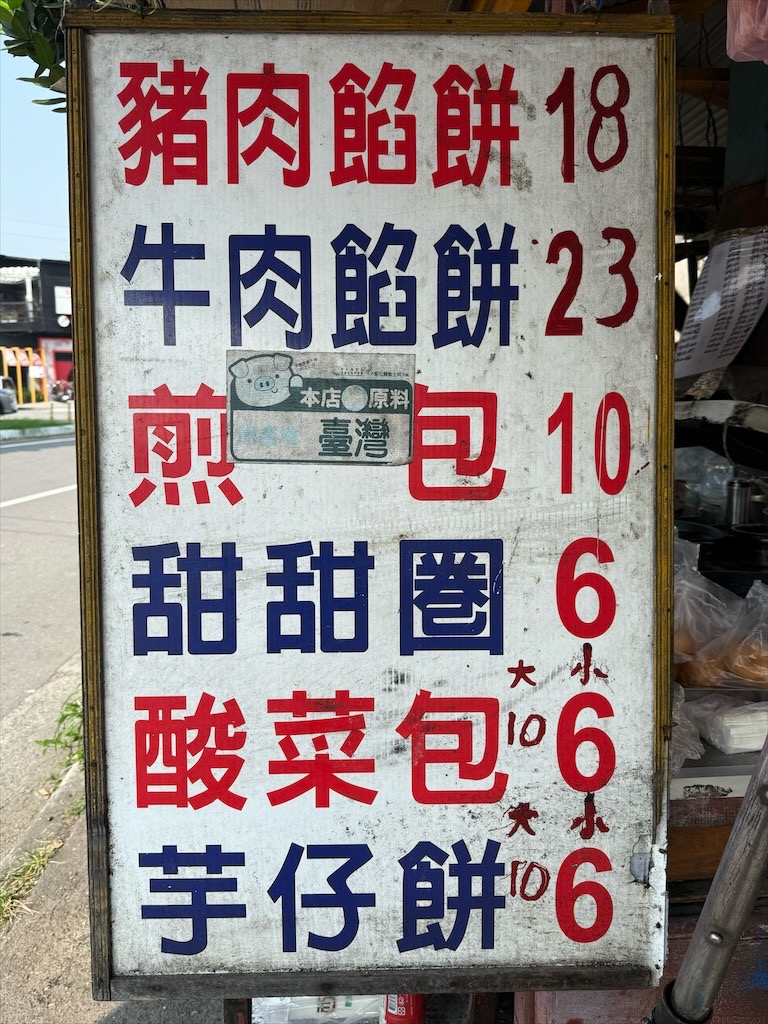 豬肉餡餅 18
牛肉餡餅 23
煎包 10
本店 原料
臺灣
甜甜圈 6
大 小
酸菜包 10 6
大 小
芋仔餅 10 6